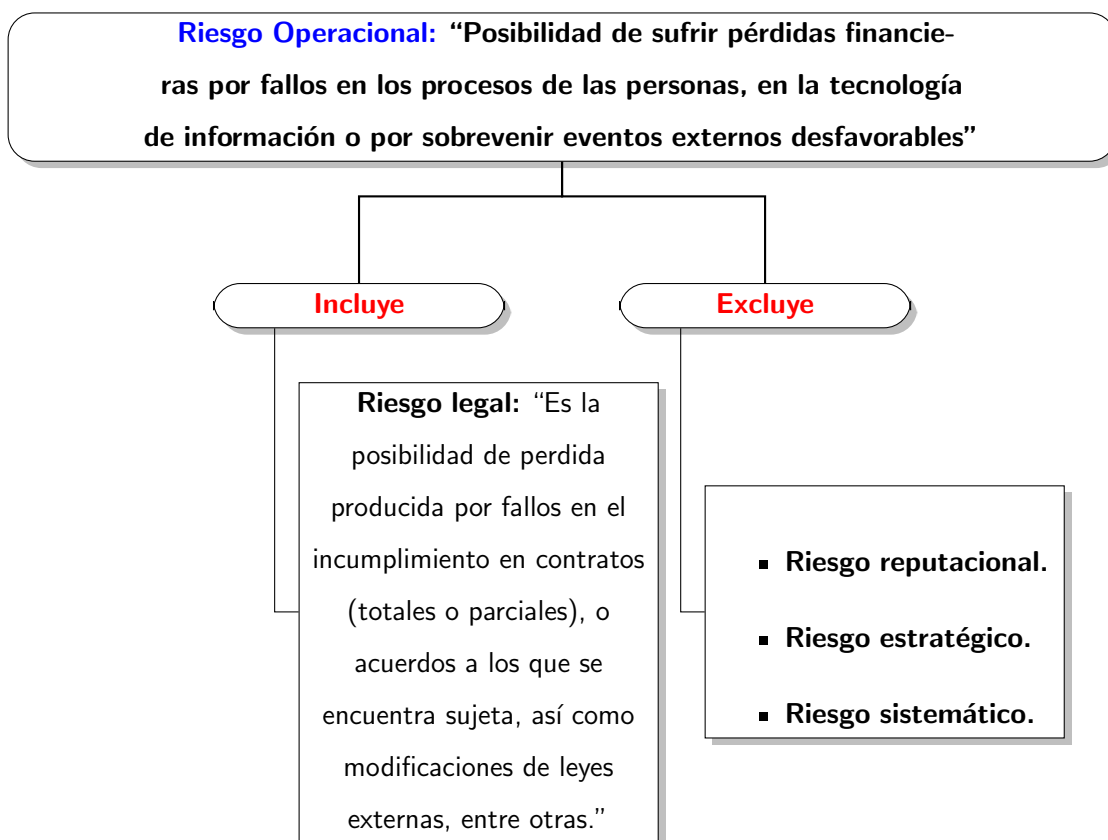 Riesgo Operacional: “Posibilidad de sufrir pérdidas financie-
ras por fallos en los procesos de las personas, en la tecnología
de información o por sobrevenir eventos externos desfavorables”
Incluye
Excluye
Riesgo legal: “Es la
posibilidad de perdida
producida por fallos en el
incumplimiento en contratos
(totales o parciales), o
acuerdos a los que se
encuentra sujeta, así como
modificaciones de leyes
externas, entre otras.”
▪ Riesgo reputacional.
▪ Riesgo estratégico.
▪ Riesgo sistemático.